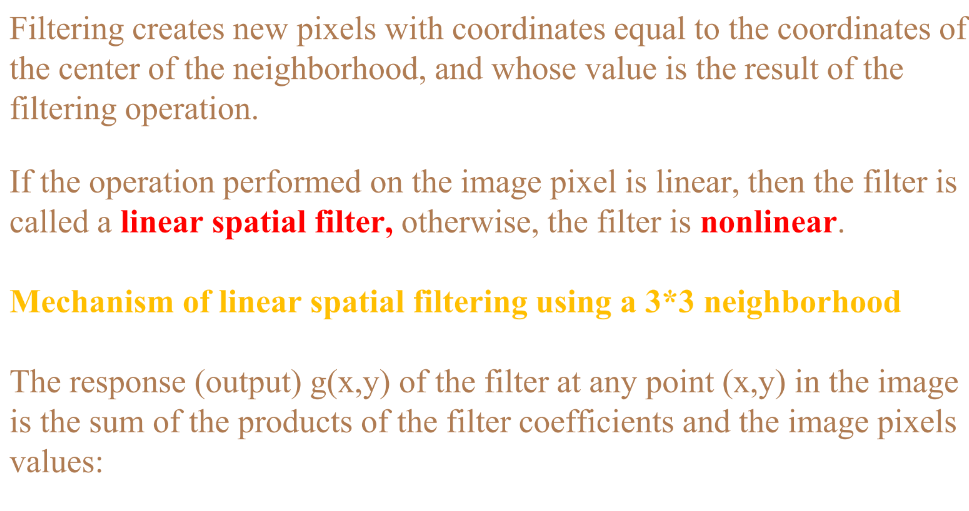 Filtering creates new pixels with coordinates equal to the coordinates of
the center of the neighborhood, and whose value is the result of the
filtering operation.
If the operation performed on the image pixel is linear, then the filter is
called a linear spatial filter, otherwise, the filter is nonlinear.
Mechanism of linear spatial filtering using a 3*3 neighborhood
The response (output) g(x,y) of the filter at any point (x,y) in the image
is the sum of the products of the filter coefficients and the image pixels
values: